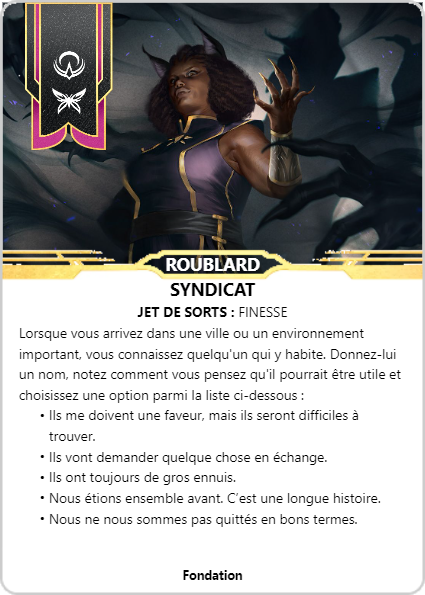 ROUBLARD
SYNDICAT
JET DE SORTS : FINESSE
Lorsque vous arrivez dans une ville ou un environnement
important, vous connaissez quelqu'un qui y habite. Donnez-lui
un nom, notez comment vous pensez qu'il pourrait être utile et
choisissez une option parmi la liste ci-dessous :
• Ils me doivent une faveur, mais ils seront difficiles à
trouver.
• Ils vont demander quelque chose en échange.
• Ils ont toujours de gros ennuis.
• Nous étions ensemble avant. C’est une longue histoire.
• Nous ne nous sommes pas quittés en bons termes.
Fondation